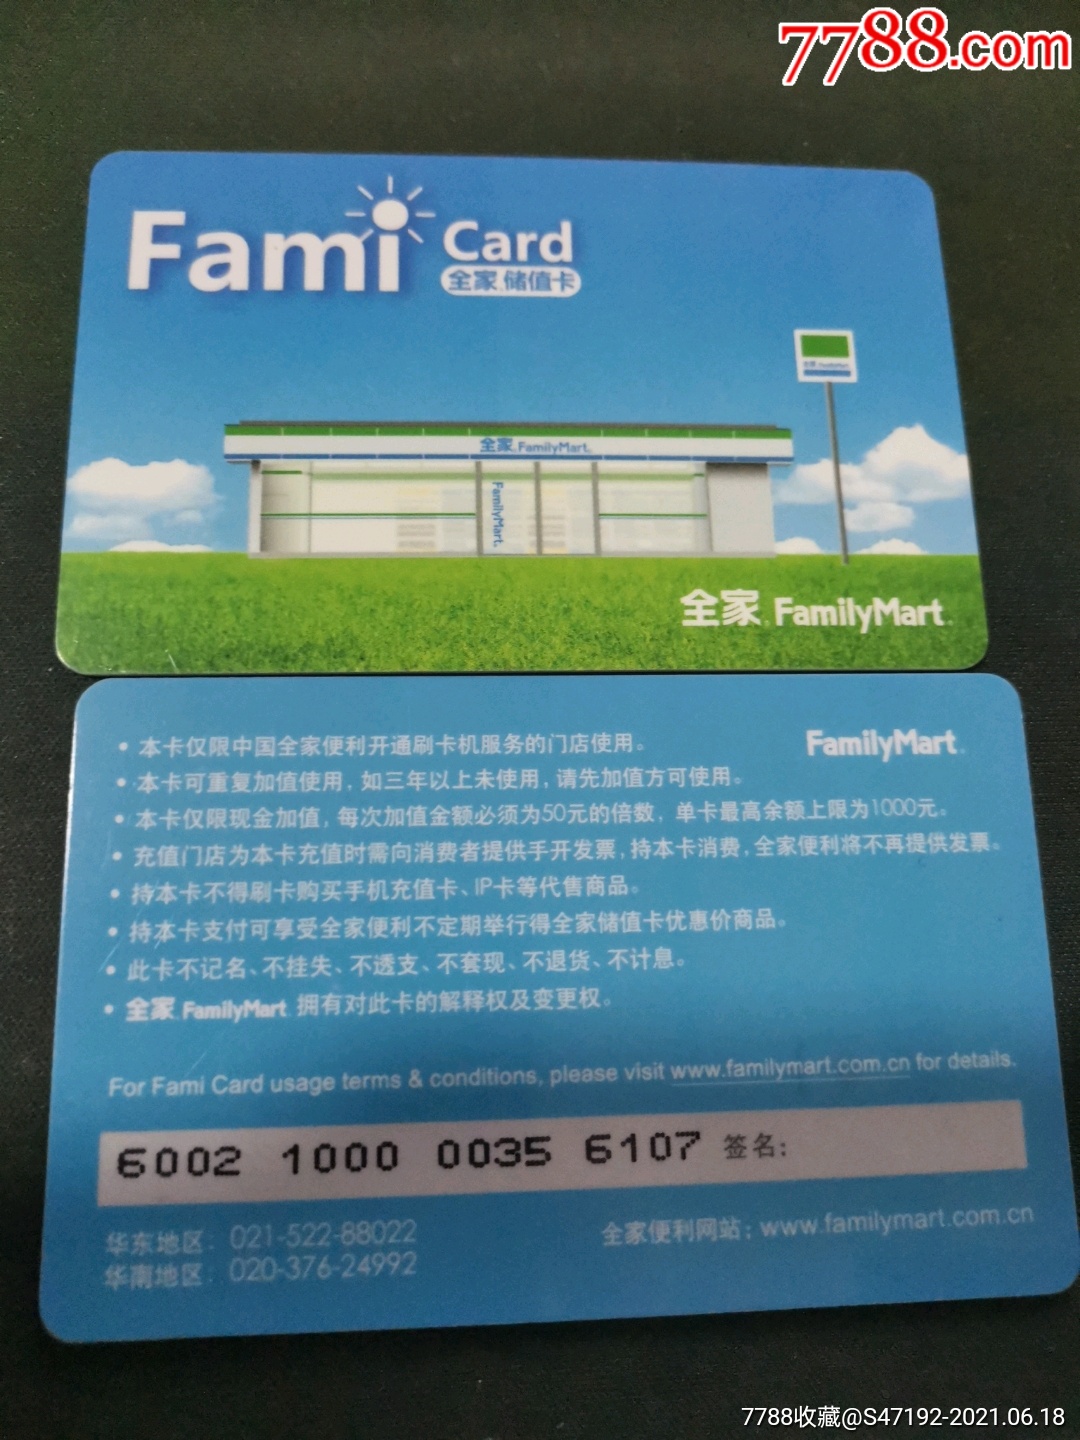 7788.com
Fami Card
全家 储值卡
全家 FamilyMart
全家 FamilyMart.
FamilyMart.
全家 FamilyMart.
FamilyMart.
• 本卡仅限中国全家便利开通刷卡机服务的门店使用。
• 本卡可重复加值使用，如三年以上未使用，请先加值方可使用。
• 本卡仅限现金加值，每次加值金额必须为50元的倍数，单卡最高余额上限为1000元。
• 充值门店为本卡充值时需向消费者提供手开发票，持本卡消费，全家便利将不再提供发票。
• 持本卡不得刷卡购买手机充值卡、IP卡等代售商品。
• 持本卡支付可享受全家便利不定期举行得全家储值卡优惠价商品。
• 此卡不记名、不挂失、不透支、不套现、不退货、不计息。
• 全家 FamilyMart 拥有对此卡的解释权及变更权。
For Fami Card usage terms & conditions, please visit www.familymart.com.cn for details.
6002 1000 0035 6107 签名：
华东地区：021-522-88022
华南地区：020-376-24992
全家便利网站：www.familymart.com.cn
7788收藏@S47192-2021.06.18